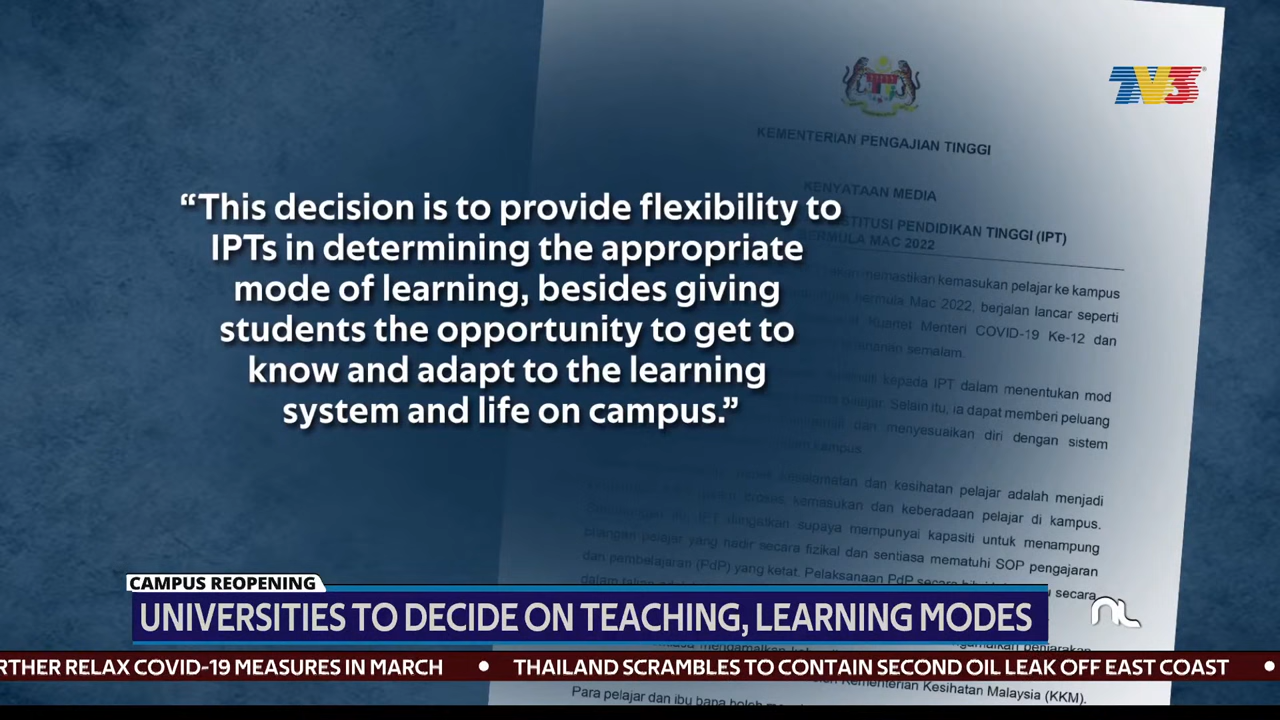 TV3
KEMENTERIAN PENGAJIAN TINGGI
KENYATAAN MEDIA
PENDIDIKAN TINGGI (IPT)
MAC 2022
“This decision is to provide flexibility to
IPTs in determining the appropriate
mode of learning, besides giving
students the opportunity to get to
know and adapt to the learning
system and life on campus.”
memastikan kemasukan pelajar ke kampus
bermula Mac 2022, berjalan lancar seperti
Kuartet Menteri COVID-19 Ke-12 dan
semalam.
kepada IPT dalam menentukan mod
pelajar. Selain itu, ia dapat memberi peluang
dan menyesuaikan diri dengan sistem
kampus.
keselamatan dan kesihatan pelajar adalah menjadi
kemasukan dan keberadaan pelajar di kampus.
IPT diingatkan supaya mempunyai kapasiti untuk menampung
bilangan pelajar yang hadir secara fizikal dan sentiasa mematuhi SOP pengajaran
dan pembelajaran (PdP) yang ketat. Pelaksanaan PdP secara
secara
CAMPUS REOPENING
UNIVERSITIES TO DECIDE ON TEACHING, LEARNING MODES
NL
penjarakan
RTHER RELAX COVID-19 MEASURES IN MARCH • THAILAND SCRAMBLES TO CONTAIN SECOND OIL LEAK OFF EAST COAST •
Kementerian Kesihatan Malaysia (KKM).
Para pelajar dan ibu bapa boleh